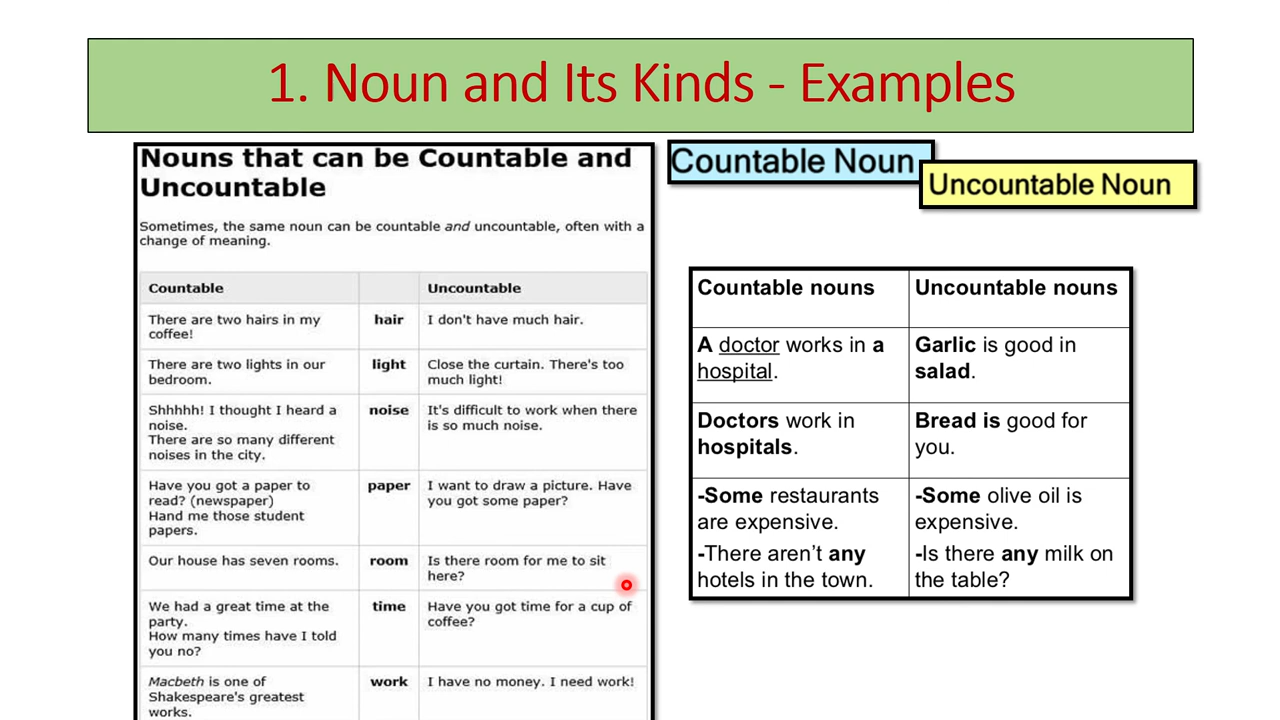 1. Noun and Its Kinds - Examples
Nouns that can be Countable and
Uncountable
Sometimes, the same noun can be countable and uncountable, often with a
change of meaning.
Countable Uncountable
There are two hairs in my
coffee!
hair
I don't have much hair.
There are two lights in our
bedroom.
light
Close the curtain. There's too
much light!
Shhhhh! I thought I heard a
noise.
There are so many different
noises in the city.
noise
It's difficult to work when there
is so much noise.
Have you got a paper to
read? (newspaper)
Hand me those student
papers.
paper
I want to draw a picture. Have
you got some paper?
Our house has seven rooms.
room
Is there room for me to sit
here?
We had a great time at the
party.
How many times have I told
you no?
time
Have you got time for a cup of
coffee?
Macbeth is one of
Shakespeare's greatest
works.
work
I have no money. I need work!
Countable Noun
Uncountable Noun
Countable nouns
Uncountable nouns
A doctor works in a
hospital.
Garlic is good in
salad.
Doctors work in
hospitals.
Bread is good for
you.
-Some restaurants
are expensive.
-There aren’t any
hotels in the town.
-Some olive oil is
expensive.
-Is there any milk on
the table?